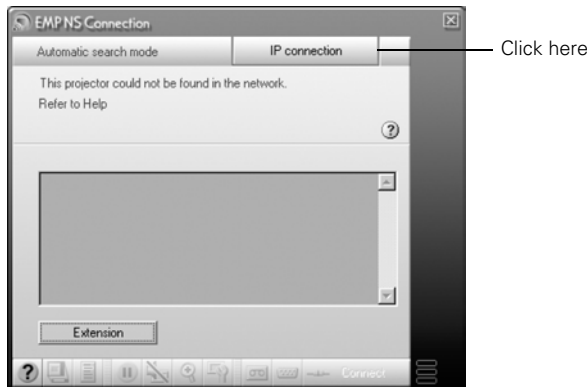 EMP NS Connection
Automatic search mode
IP connection
Click here
This projector could not be found in the network.
Refer to Help
?
Extension
? Connect